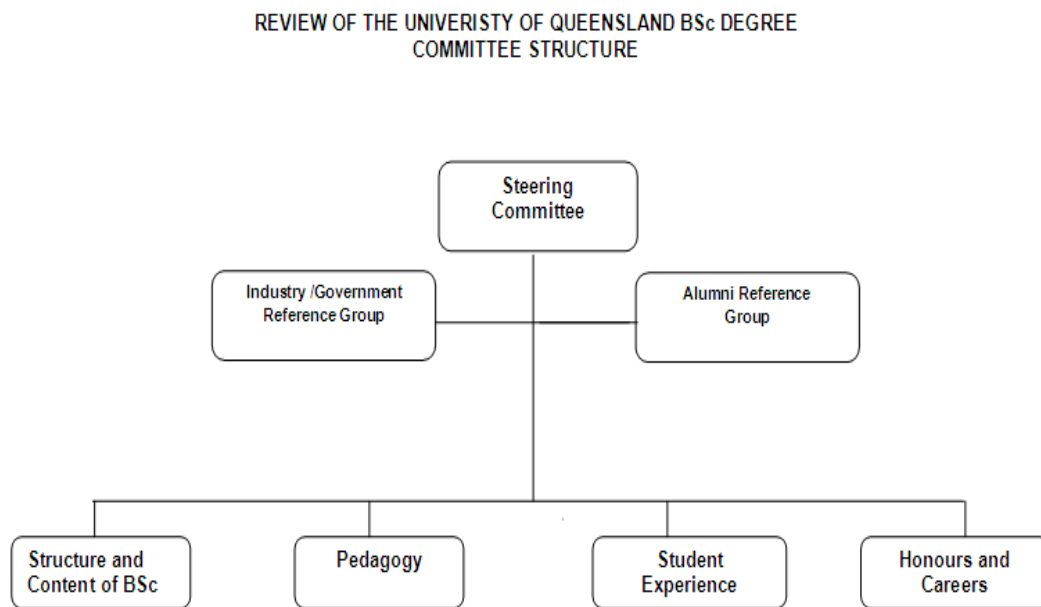 REVIEW OF THE UNIVERISTY OF QUEENSLAND BSc DEGREE
COMMITTEE STRUCTURE
Steering
Committee
Industry /Government
Reference Group
Alumni Reference
Group
Structure and
Content of BSc
Pedagogy
Student
Experience
Honours and
Careers